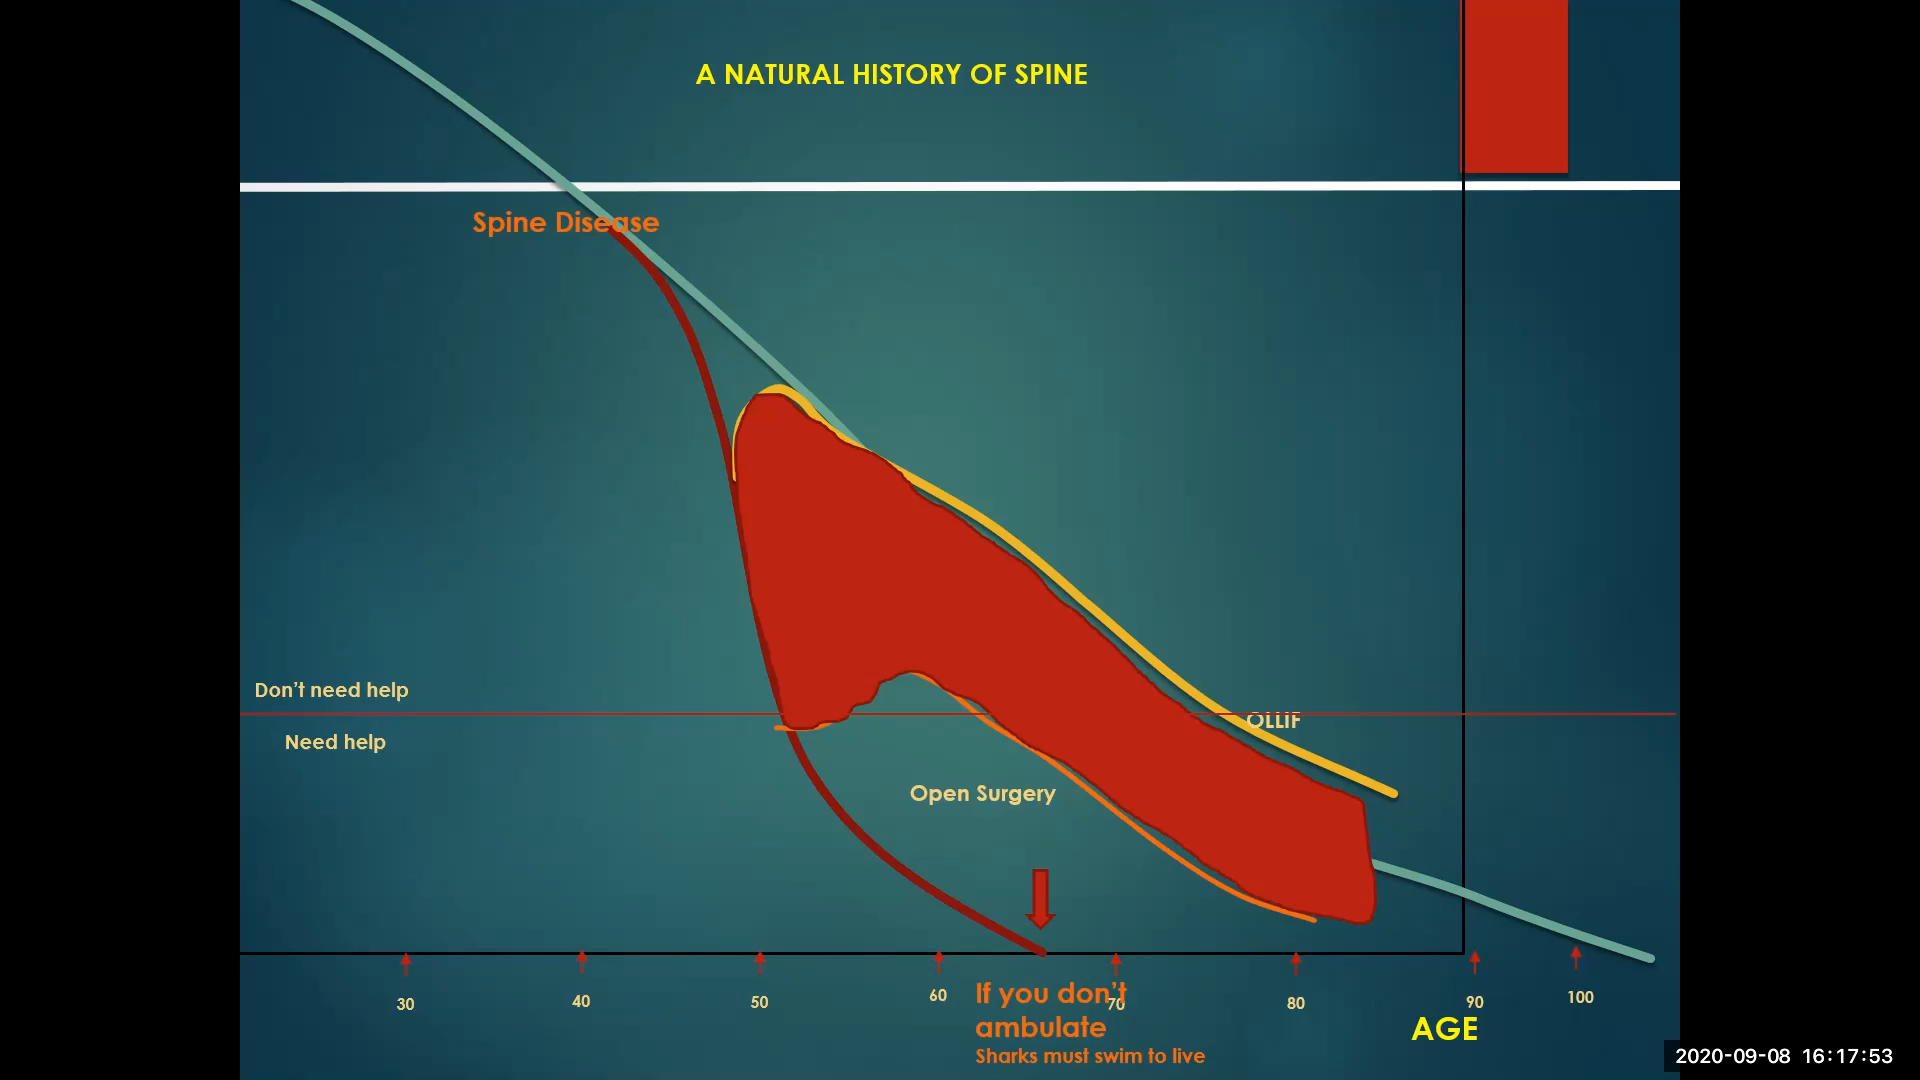 A NATURAL HISTORY OF SPINE
Spine Disease
Don't need help
OLLIF
Need help
Open Surgery
30
40
50
60
70
80
90
100
If you don't
ambulate
Sharks must swim to live
AGE
2020-09-08 16:17:53